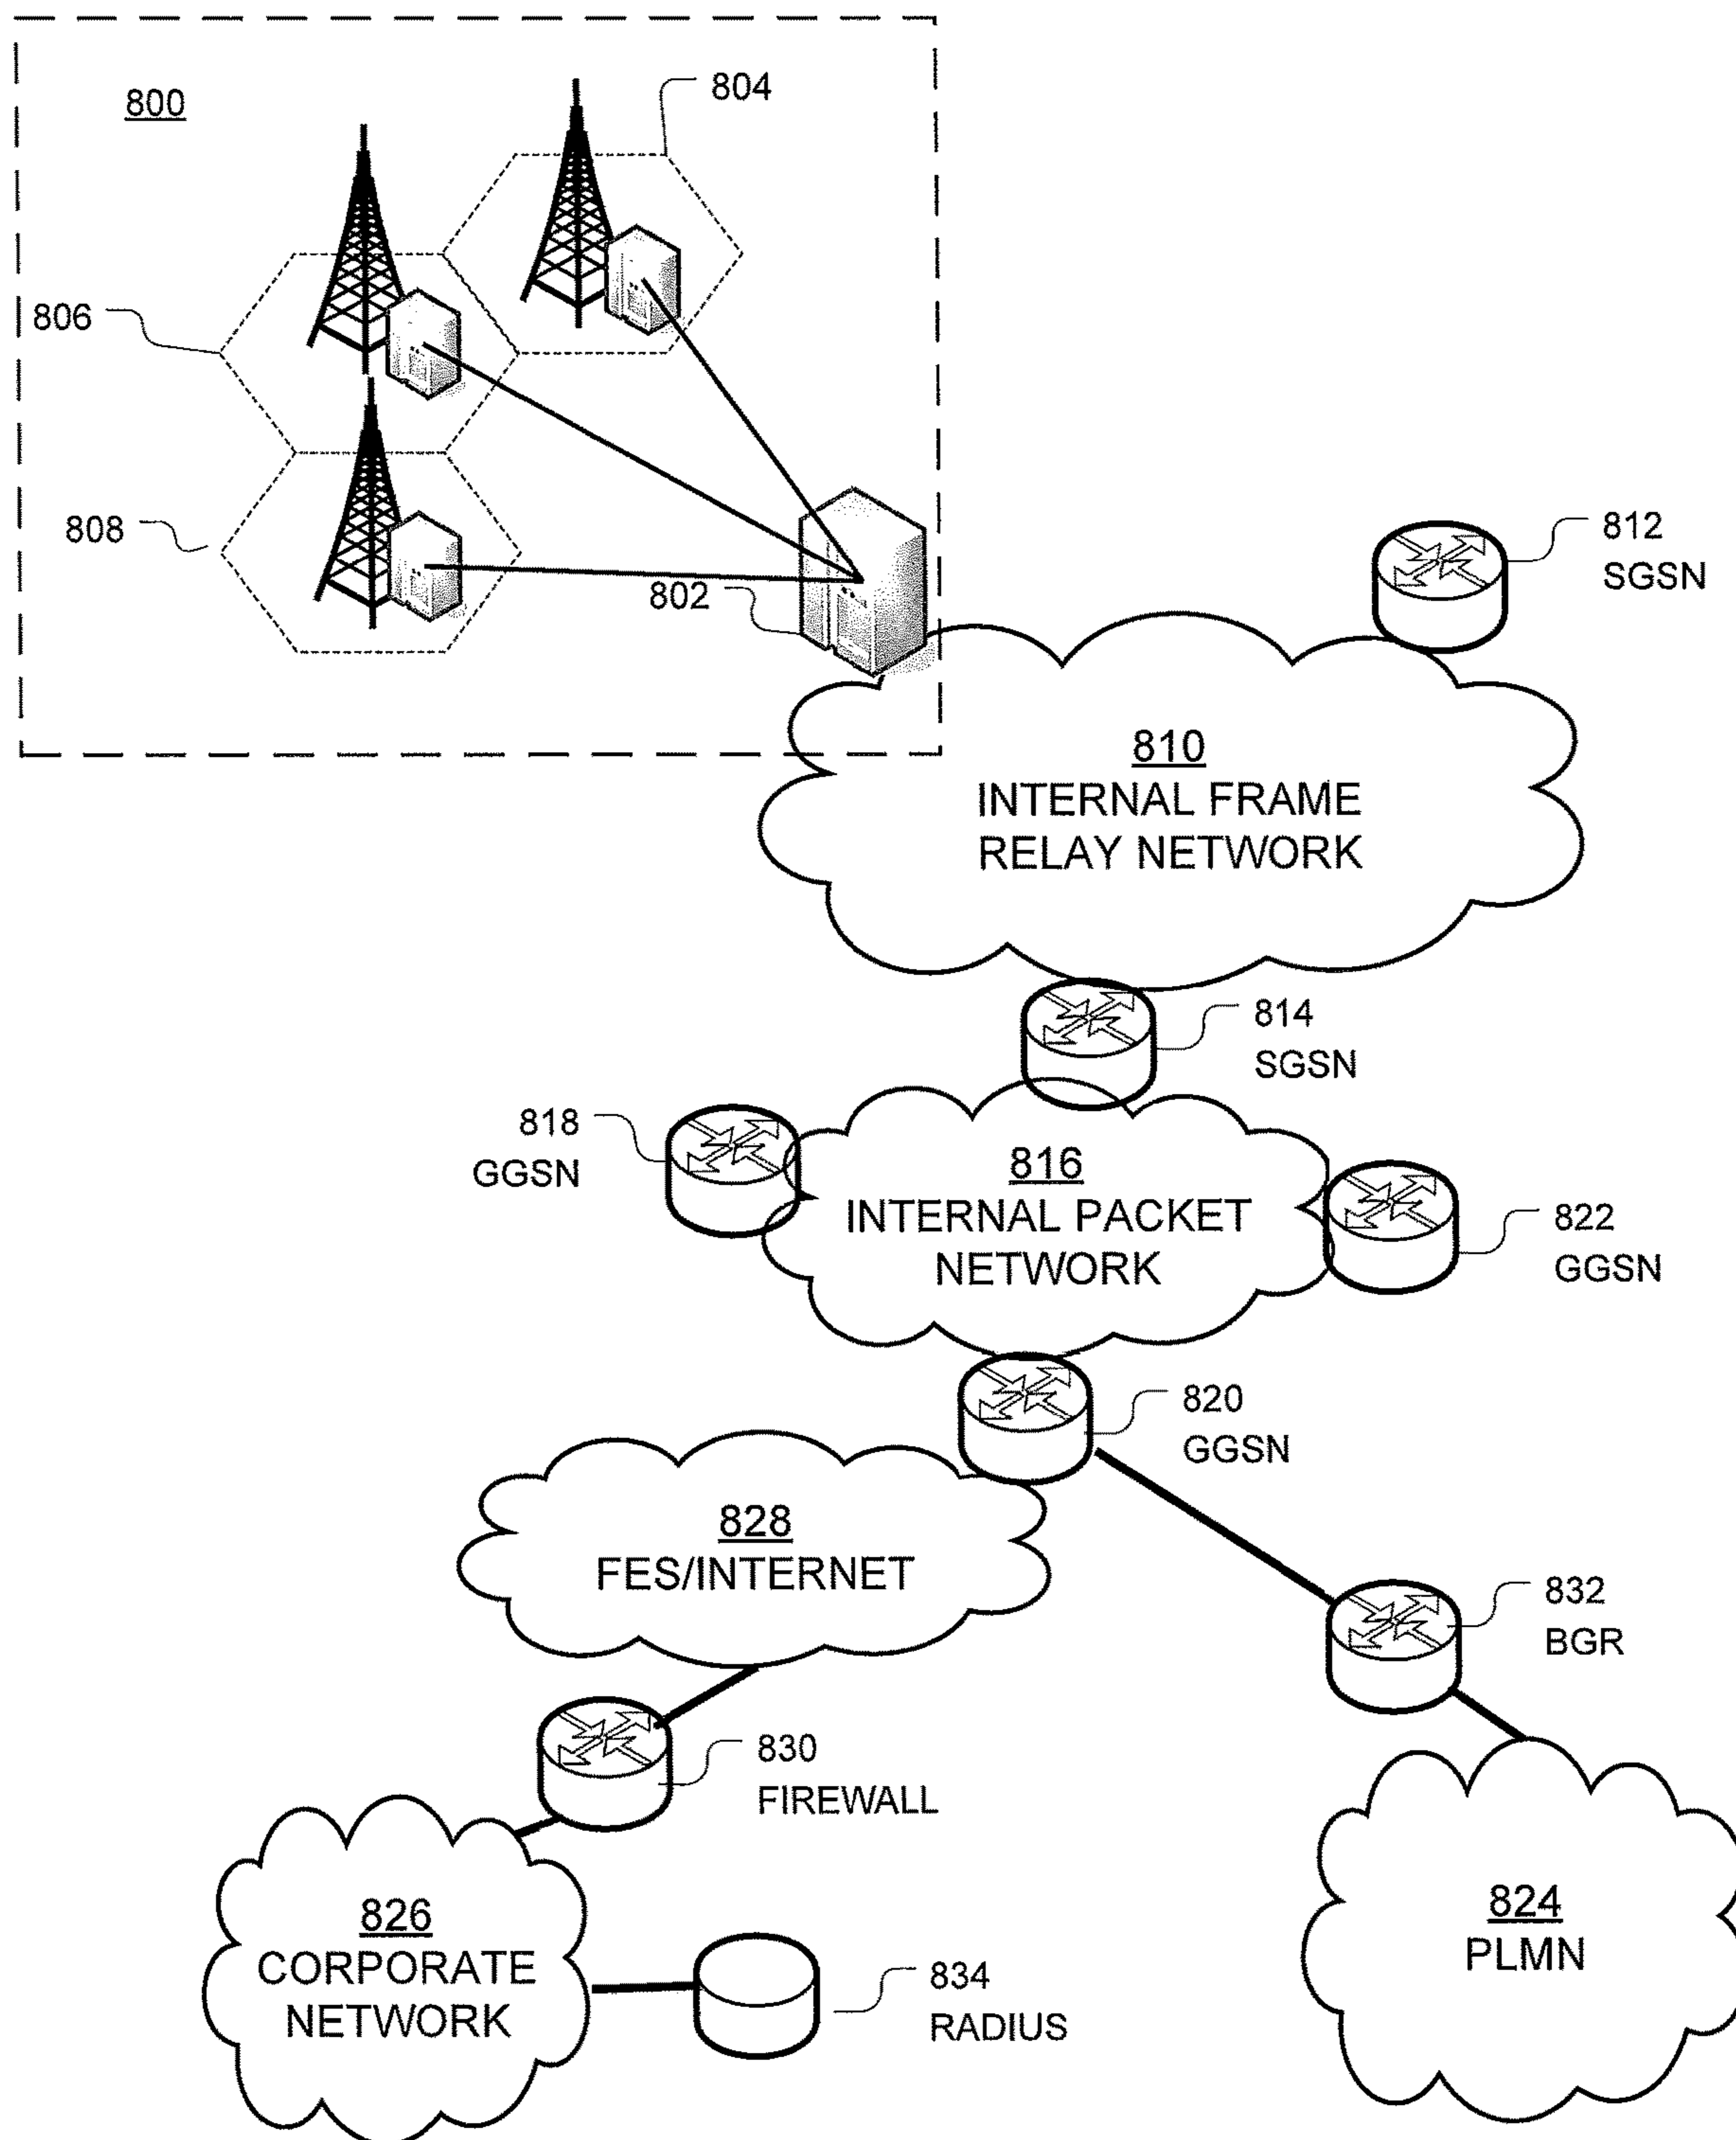 800
804
806
808
802
812
SGSN
810
INTERNAL FRAME
RELAY NETWORK
814
SGSN
818
GGSN
816
INTERNAL PACKET
NETWORK
822
GGSN
820
GGSN
828
FES/INTERNET
832
BGR
830
FIREWALL
826
CORPORATE
NETWORK
824
PLMN
834
RADIUS